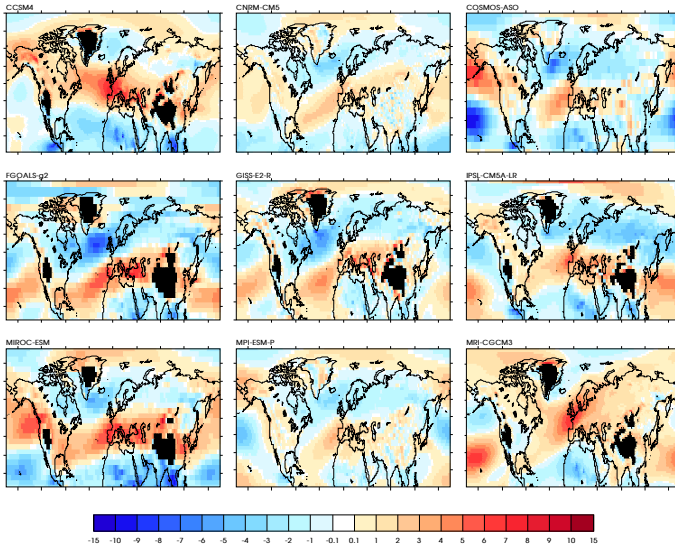 CCSM4 CNRM-CM5 COSMOS-ASO
FGOALS-g2 GISS-E2-R IPSL-CM5A-LR
MIROC-ESM MPI-ESM-P MRI-CGCM3
-15 -10 -9 -8 -7 -6 -5 -4 -3 -2 -1 -0.1 0.1 1 2 3 4 5 6 7 8 9 10 15